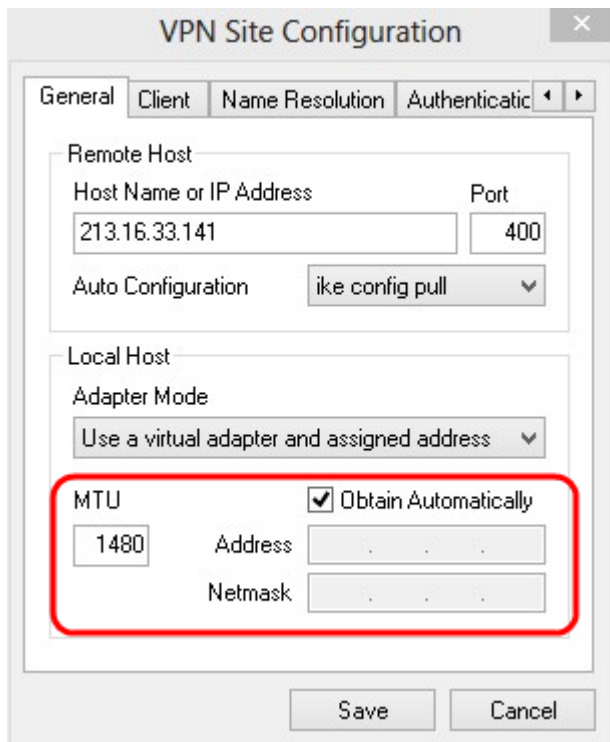 VPN Site Configuration
General Client Name Resolution Authenticatic
Remote Host
Host Name or IP Address Port
213.16.33.141 400
Auto Configuration ike config pull
Local Host
Adapter Mode
Use a virtual adapter and assigned address
MTU Obtain Automatically
1480 Address . . .
Netmask . . .
Save Cancel